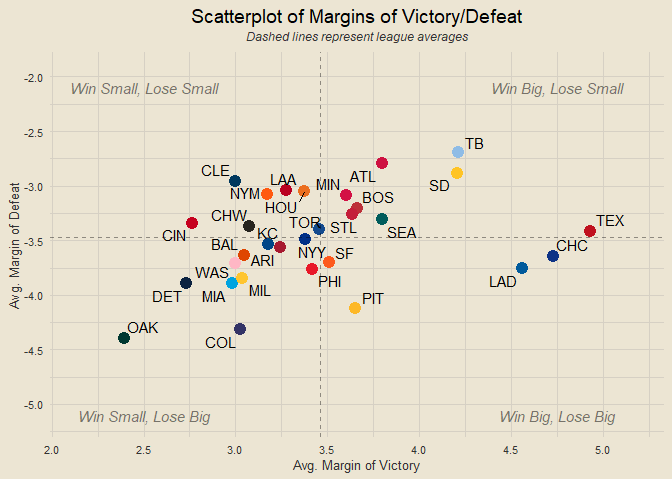 Scatterplot of Margins of Victory/Defeat
Dashed lines represent league averages
Win Small, Lose Small
Win Big, Lose Small
-2.0
-2.5
-3.0
-3.5
-4.0
-4.5
-5.0
Avg. Margin of Defeat
TB
SD
ATL
CLE
LAA
MIN
NYM
HOU
BOS
CHW
TOR
STL
SEA
TEX
CIN
KC
BAL
ARI
NYY
SF
CHC
WAS
PHI
LAD
DET
MIA
MIL
PIT
OAK
COL
Win Small, Lose Big
Win Big, Lose Big
2.0
2.5
3.0
3.5
4.0
4.5
5.0
Avg. Margin of Victory